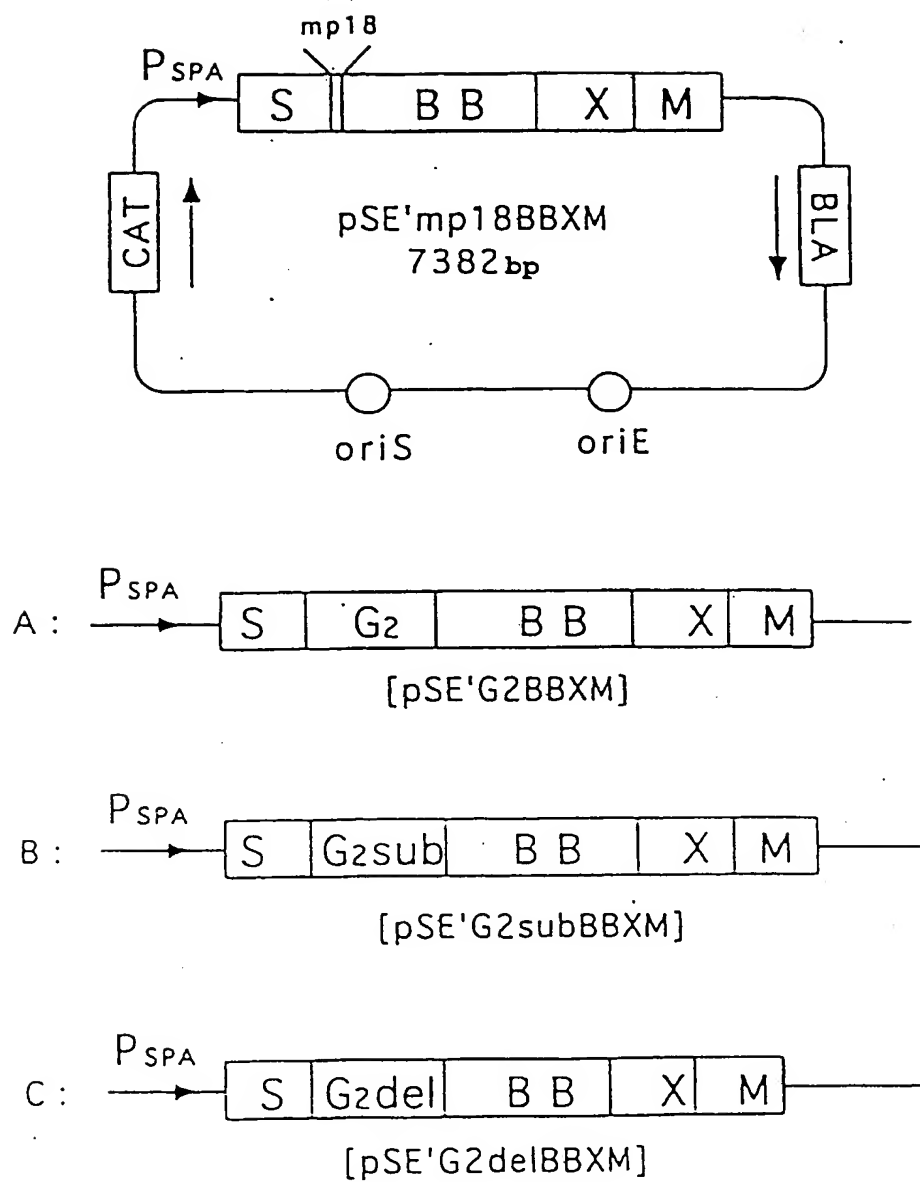 mp18
PSPA
S BB X M
CAT
BLA
pSE'mp18BBXM
7382bp
oriS oriE
PSPA
A: S G2 BB X M
[pSE'G2BBXM]
PSPA
B: S G2sub BB X M
[pSE'G2subBBXM]
PSPA
C: S G2del BB X M
[pSE'G2delBBXM]